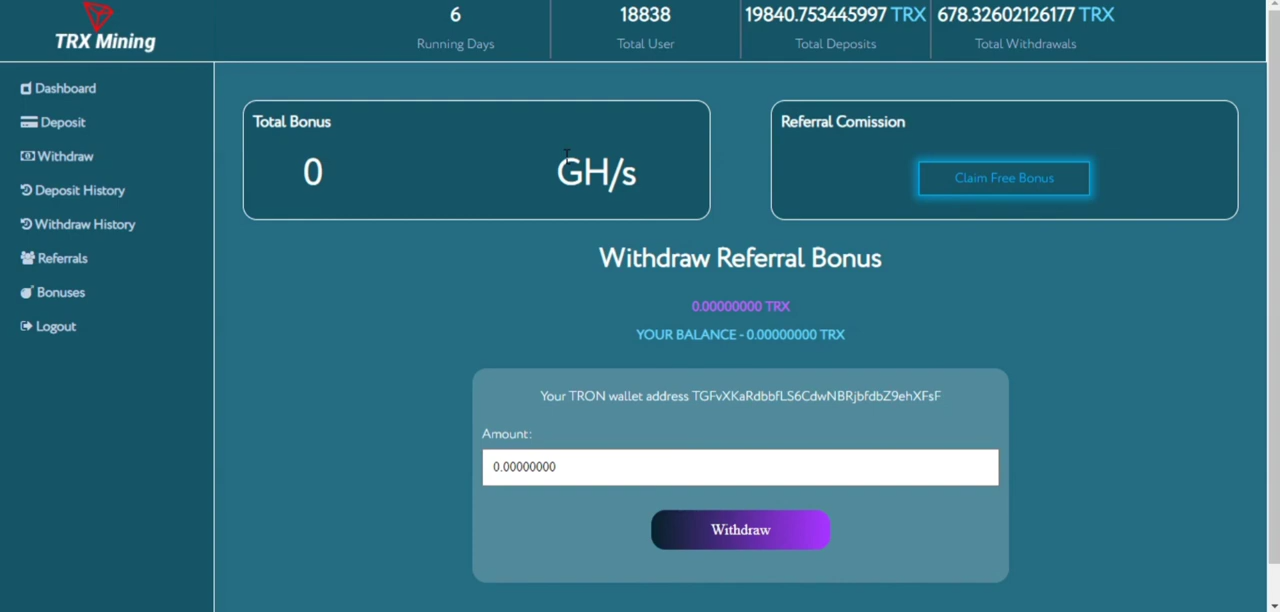 TRX Mining
6
Running Days
18838
Total User
19840.753445997 TRX
Total Deposits
678.32602126177 TRX
Total Withdrawals
Dashboard
Deposit
Withdraw
Deposit History
Withdraw History
Referrals
Bonuses
Logout
Total Bonus
0 GH/s
Referral Comission
Claim Free Bonus
Withdraw Referral Bonus
0.00000000 TRX
YOUR BALANCE - 0.00000000 TRX
Your TRON wallet address TGFvXKaRdbbfLS6CdwNBRjbfdbZ9ehXFsF
Amount:
0.00000000
Withdraw